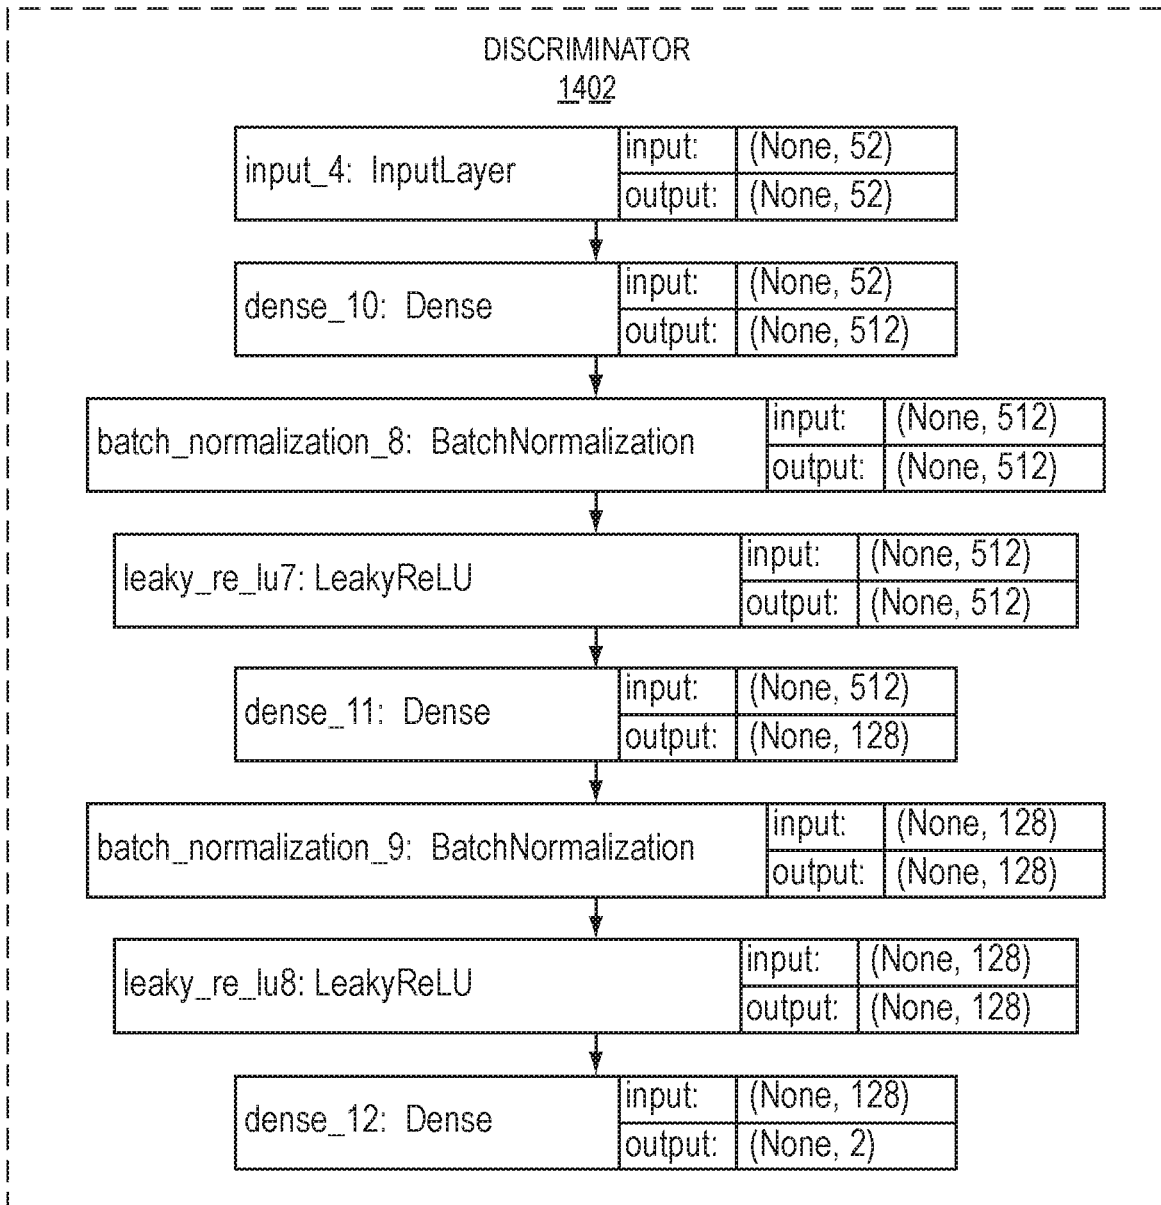 DISCRIMINATOR
1402
input_4: InputLayer
input: (None, 52)
output: (None, 52)
dense_10: Dense
input: (None, 52)
output: (None, 512)
batch_normalization_8: BatchNormalization
input: (None, 512)
output: (None, 512)
leaky_re_lu7: LeakyReLU
input: (None, 512)
output: (None, 512)
dense_11: Dense
input: (None, 512)
output: (None, 128)
batch_normalization_9: BatchNormalization
input: (None, 128)
output: (None, 128)
leaky_re_lu8: LeakyReLU
input: (None, 128)
output: (None, 128)
dense_12: Dense
input: (None, 128)
output: (None, 2)